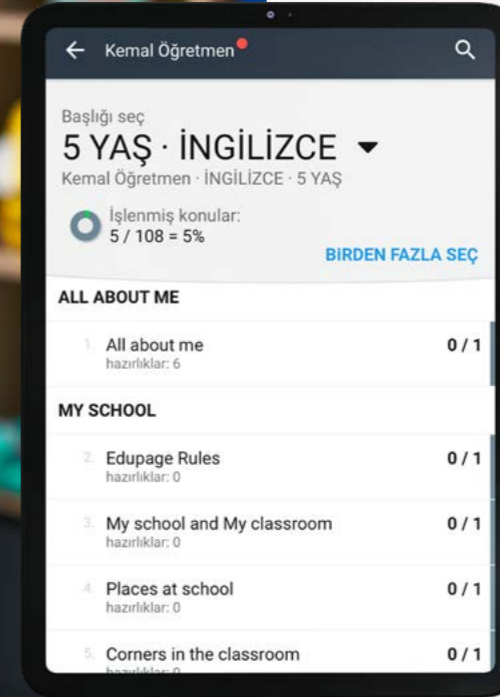 Kemal Öğretmen
Başlığı seç
5 YAŞ · İNGİLİZCE
Kemal Öğretmen · İNGİLİZCE · 5 YAŞ
İşlenmiş konular:
5 / 108 = 5%
BİRDEN FAZLA SEÇ
ALL ABOUT ME
1. All about me 0 / 1
hazırlıklar: 6
MY SCHOOL
2. Edupage Rules 0 / 1
hazırlıklar: 0
3. My school and My classroom 0 / 1
hazırlıklar: 0
4. Places at school 0 / 1
hazırlıklar: 0
5. Corners in the classroom 0 / 1
hazırlıklar: 0